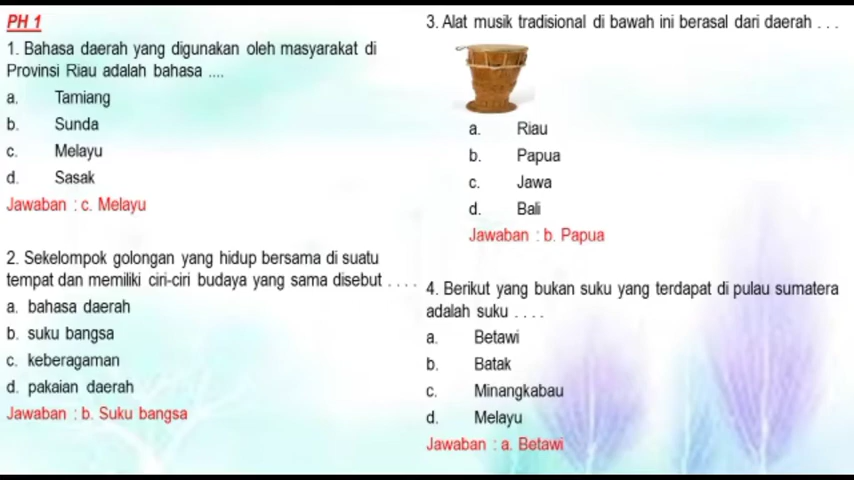 PH 1
1. Bahasa daerah yang digunakan oleh masyarakat di
Provinsi Riau adalah bahasa ....
a. Tamiang
b. Sunda
c. Melayu
d. Sasak
Jawaban : c. Melayu
2. Sekelompok golongan yang hidup bersama di suatu
tempat dan memiliki ciri-ciri budaya yang sama disebut . . . .
a. bahasa daerah
b. suku bangsa
c. keberagaman
d. pakaian daerah
Jawaban : b. Suku bangsa
3. Alat musik tradisional di bawah ini berasal dari daerah . . .
a. Riau
b. Papua
c. Jawa
d. Bali
Jawaban : b. Papua
4. Berikut yang bukan suku yang terdapat di pulau sumatera
adalah suku . . . .
a. Betawi
b. Batak
c. Minangkabau
d. Melayu
Jawaban : a. Betawi